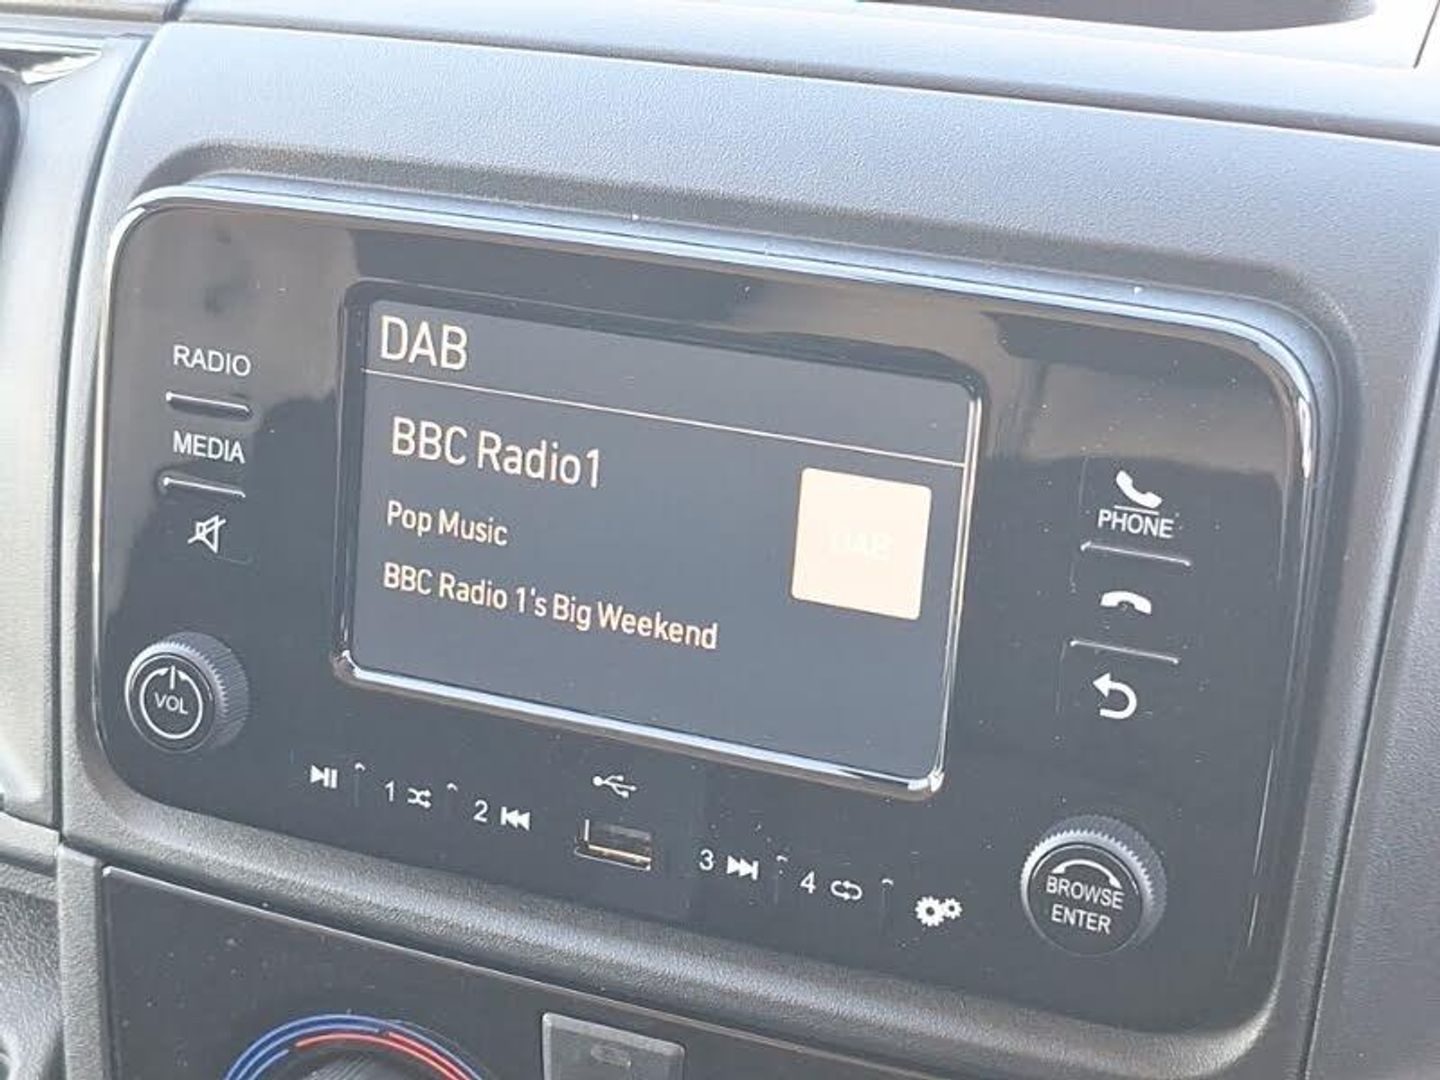 DAB
BBC Radio1
Pop Music
BBC Radio 1's Big Weekend
DAB
RADIO
MEDIA
VOL
PHONE
1
2
3
4
BROWSE
ENTER